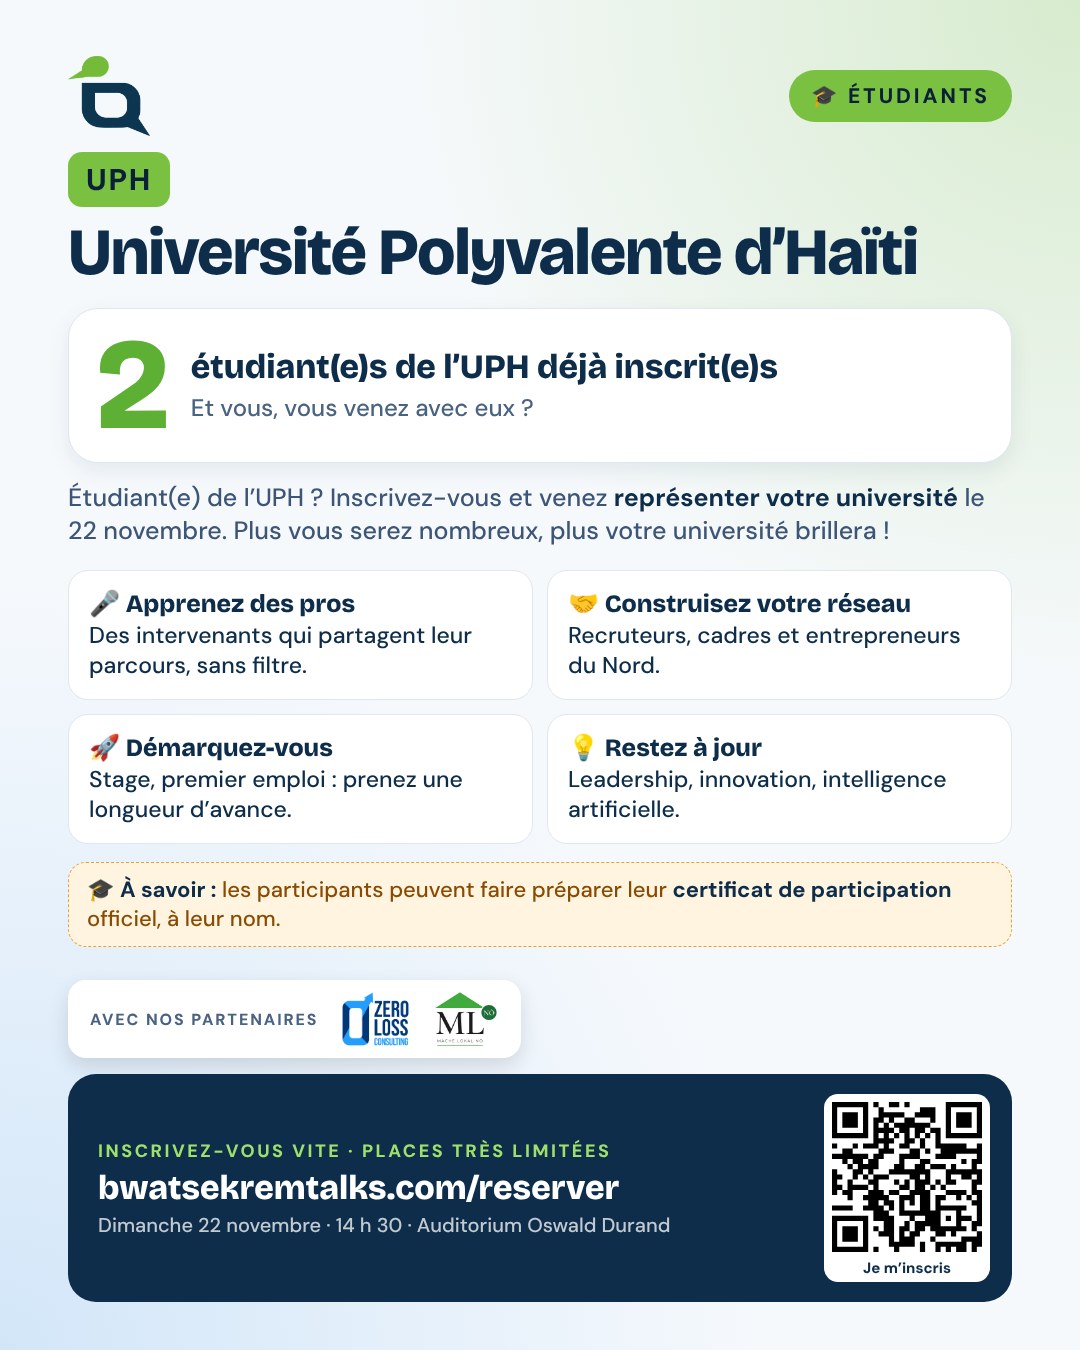 🎓 ÉTUDIANTS
UPH
Université Polyvalente d’Haïti
2
étudiant(e)s de l’UPH déjà inscrit(e)s
Et vous, vous venez avec eux ?
Étudiant(e) de l’UPH ? Inscrivez-vous et venez représenter votre université le
22 novembre. Plus vous serez nombreux, plus votre université brillera !
🎤 Apprenez des pros
Des intervenants qui partagent leur
parcours, sans filtre.
🤝 Construisez votre réseau
Recruteurs, cadres et entrepreneurs
du Nord.
🚀 Démarquez-vous
Stage, premier emploi : prenez une
longueur d’avance.
💡 Restez à jour
Leadership, innovation, intelligence
artificielle.
🎓 À savoir : les participants peuvent faire préparer leur certificat de participation
officiel, à leur nom.
AVEC NOS PARTENAIRES
ZERO
LOSS
CONSULTING
ML
NÒ
MACHÉ LOKAL NÒ
INSCRIVEZ-VOUS VITE · PLACES TRÈS LIMITÉES
bwatsekremtalks.com/reserver
Dimanche 22 novembre · 14 h 30 · Auditorium Oswald Durand
Je m’inscris